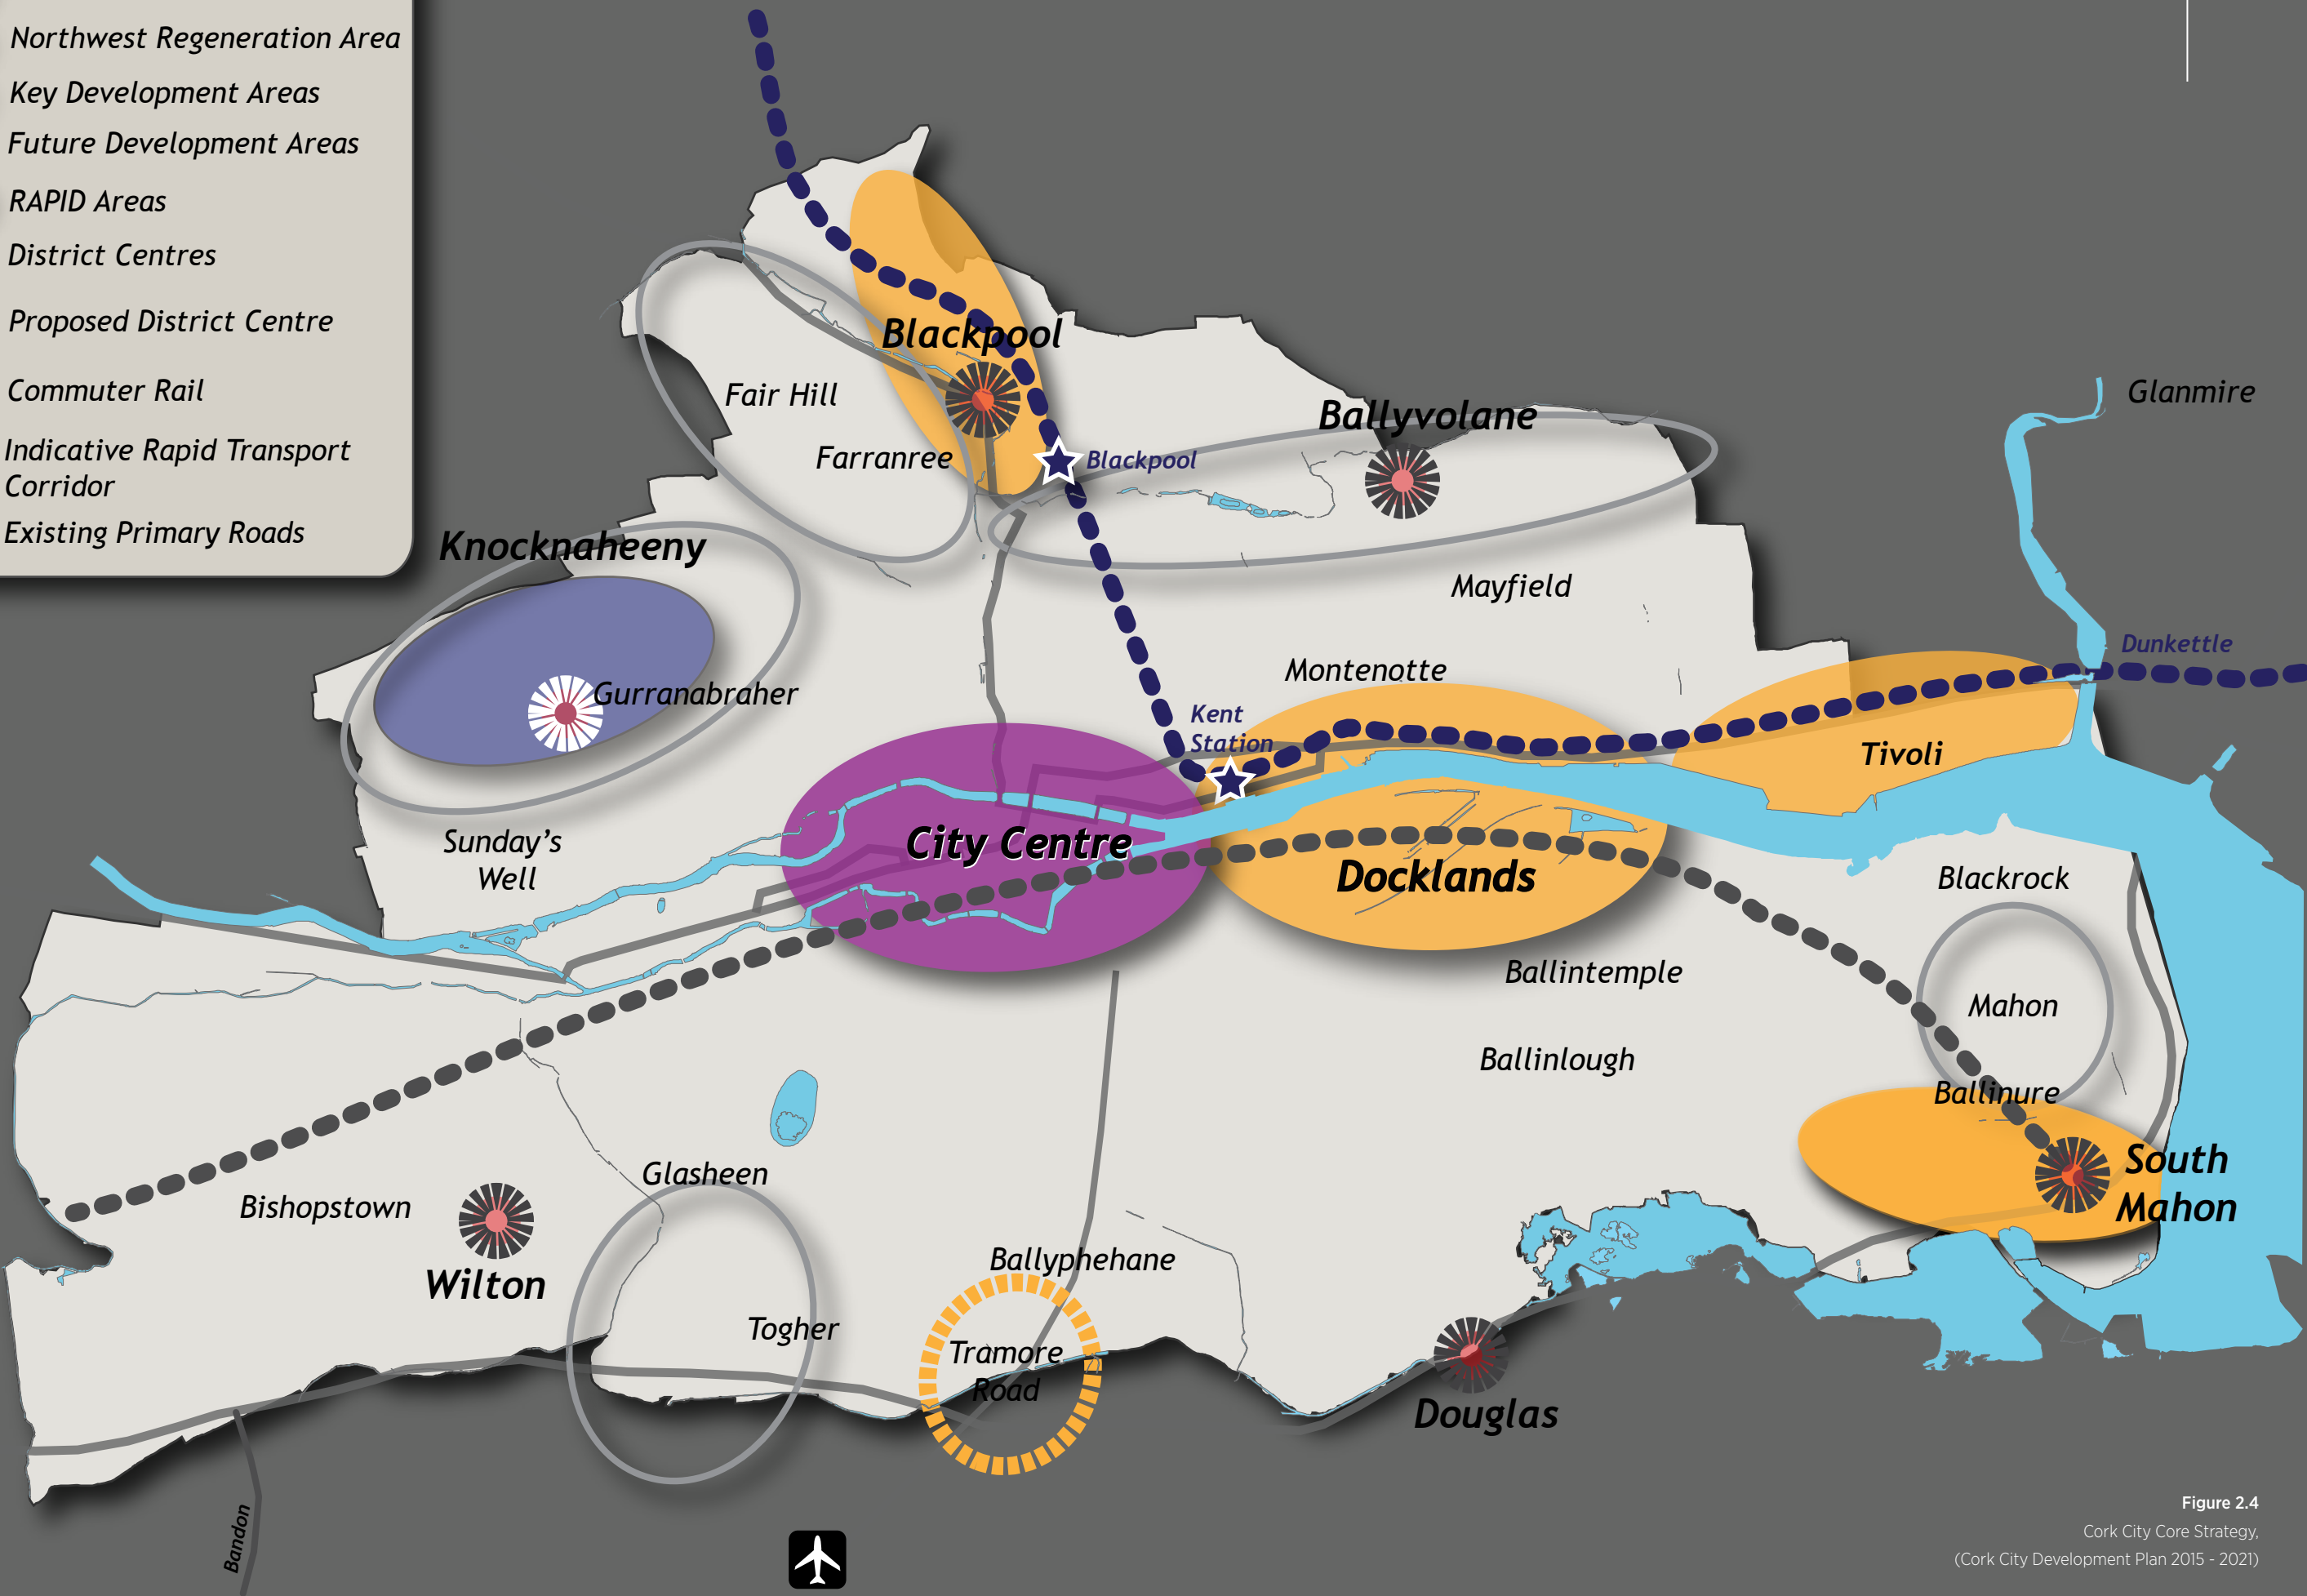 Northwest Regeneration Area
Key Development Areas
Future Development Areas
RAPID Areas
District Centres
Proposed District Centre
Commuter Rail
Indicative Rapid Transport
Corridor
Existing Primary Roads
Blackpool
Fair Hill
Farranree
Blackpool
Ballyvolane
Glanmire
Knocknaheeny
Mayfield
Gurranabraher
Montenotte
Dunkettle
Kent
Station
Tivoli
Sunday's
Well
City Centre
Docklands
Blackrock
Ballintemple
Mahon
Ballinlough
Ballinure
South
Mahon
Glasheen
Bishopstown
Wilton
Ballyphehane
Togher
Tramore
Road
Douglas
Bandon
Figure 2.4
Cork City Core Strategy,
(Cork City Development Plan 2015 - 2021)